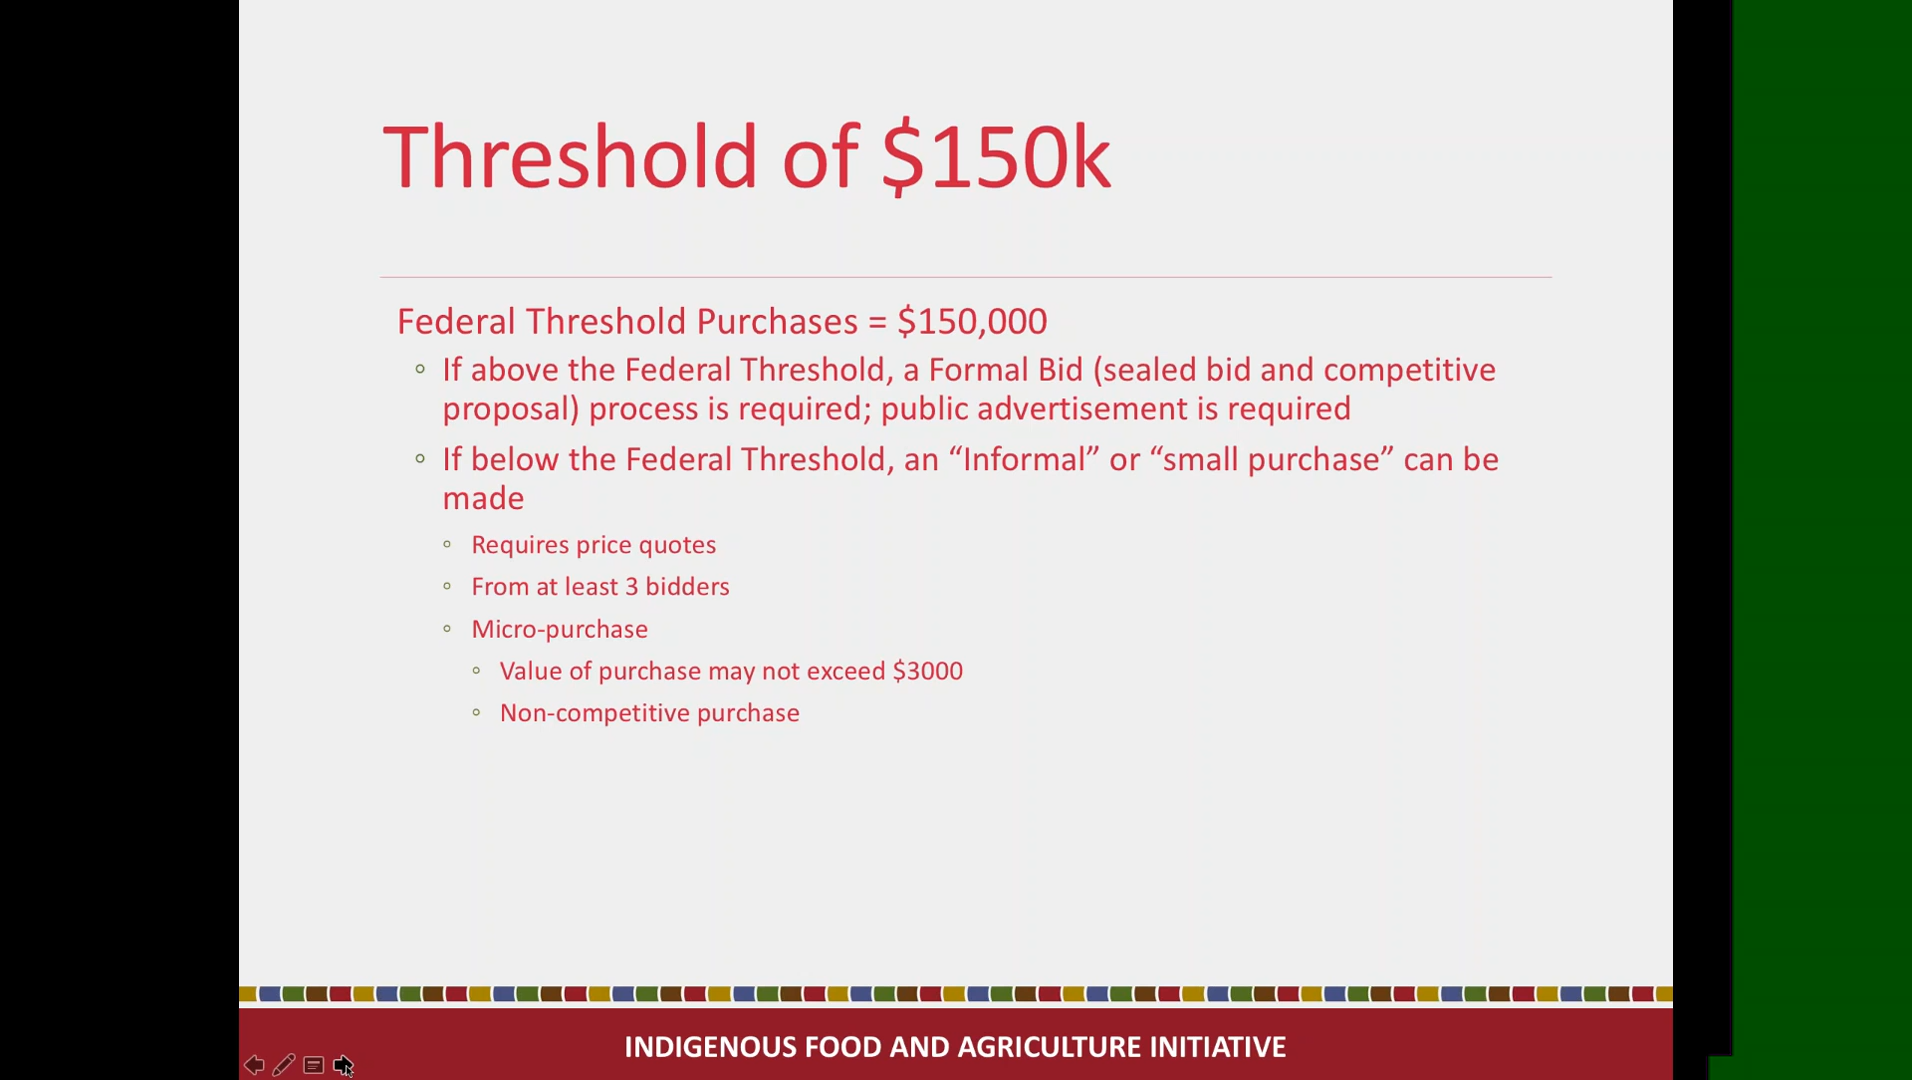 Threshold of $150k
Federal Threshold Purchases = $150,000
If above the Federal Threshold, a Formal Bid (sealed bid and competitive
proposal) process is required; public advertisement is required
If below the Federal Threshold, an “Informal” or “small purchase” can be
made
Requires price quotes
From at least 3 bidders
Micro-purchase
Value of purchase may not exceed $3000
Non-competitive purchase
INDIGENOUS FOOD AND AGRICULTURE INITIATIVE